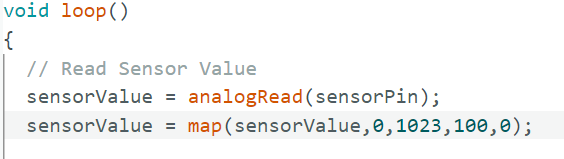 void loop()
{
// Read Sensor Value
sensorValue = analogRead(sensorPin);
sensorValue = map(sensorValue,0,1023,100,0);